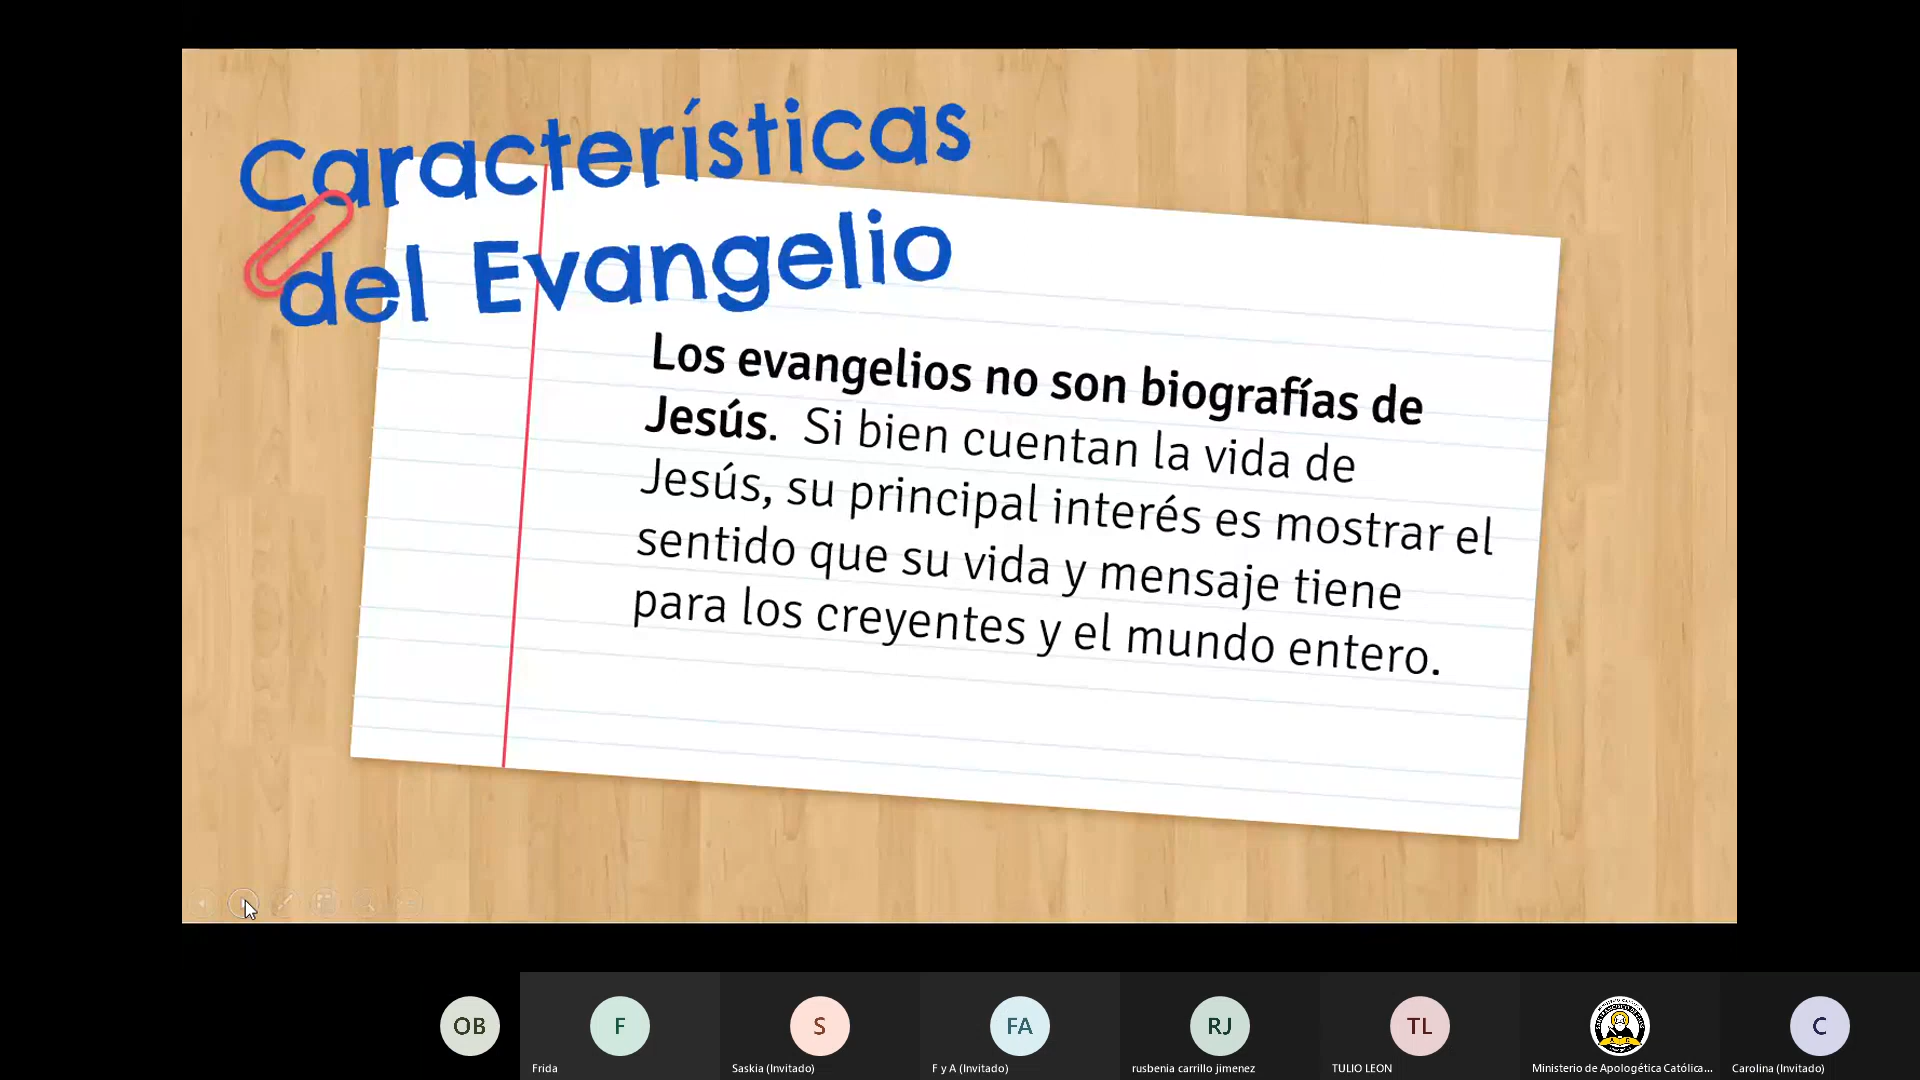 Características
del Evangelio
Los evangelios no son biografías de
Jesús. Si bien cuentan la vida de
Jesús, su principal interés es mostrar el
sentido que su vida y mensaje tiene
para los creyentes y el mundo entero.
OB
F
S
FA
RJ
TL
C
Frida
Saskia (Invitado)
F y A (Invitado)
rusbenia carrillo jimenez
TULIO LEON
Ministerio de Apologética Católica...
Carolina (Invitado)